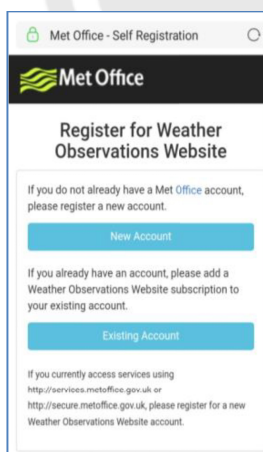 Met Office - Self Registration
Met Office
Register for Weather
Observations Website
If you do not already have a Met Office account,
please register a new account.
New Account
If you already have an account, please add a
Weather Observations Website subscription to
your existing account.
Existing Account
If you currently access services using
http://services.metoffice.gov.uk or
http://secure.metoffice.gov.uk, please register for a new
Weather Observations Website account.